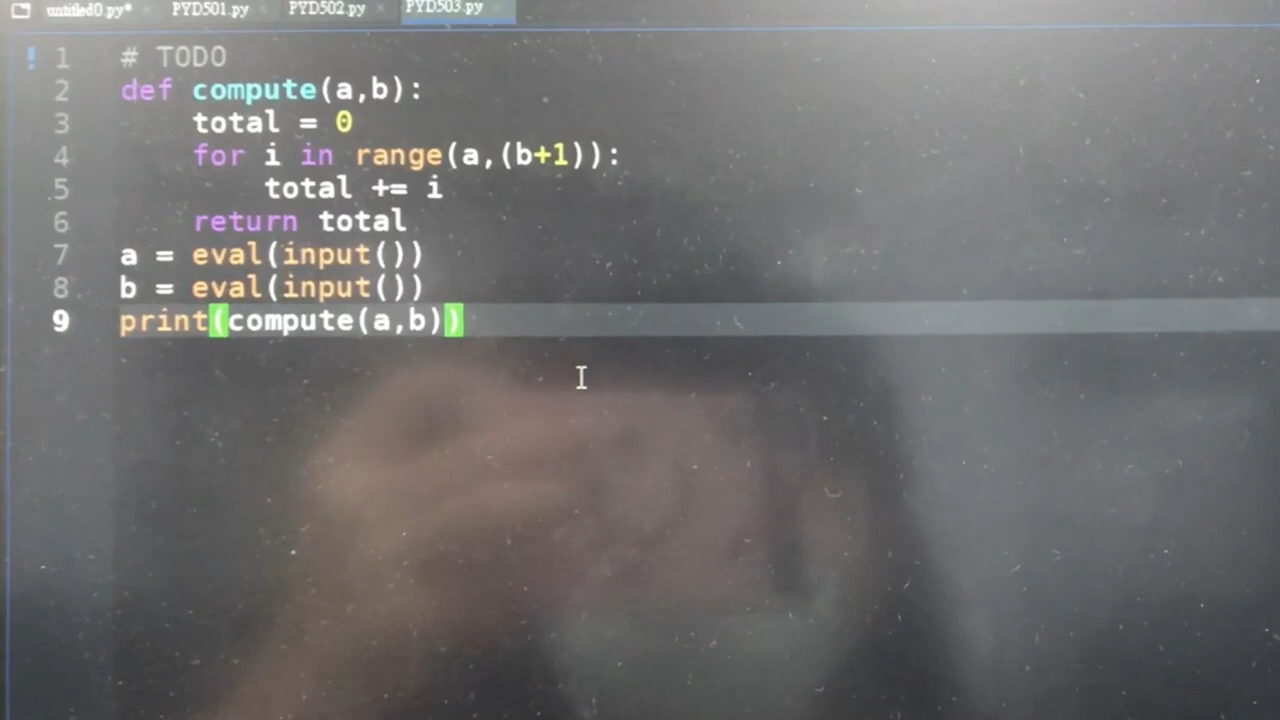 untitled0.py* PYD501.py PYD502.py PYD503.py
! 1 # TODO
2 def compute(a,b):
3 total = 0
4 for i in range(a,(b+1)):
5 total += i
6 return total
7 a = eval(input())
8 b = eval(input())
9 print(compute(a,b))